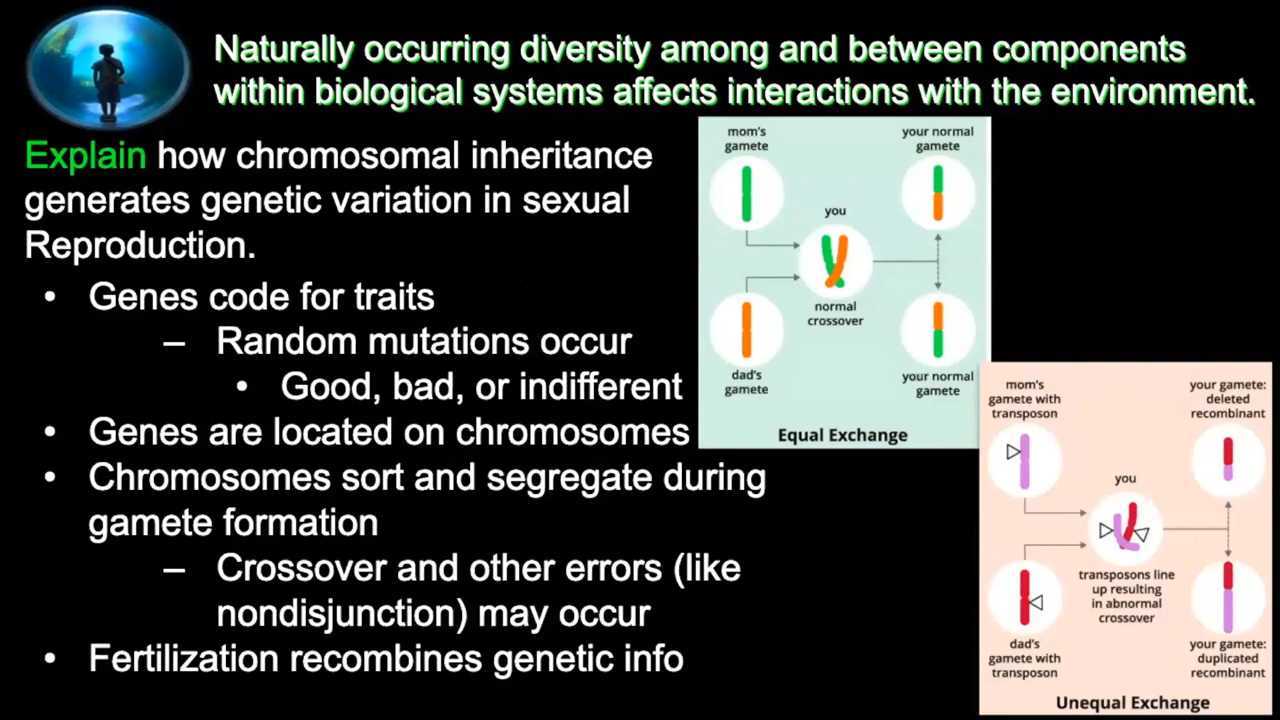 Naturally occurring diversity among and between components
within biological systems affects interactions with the environment.
Explain how chromosomal inheritance
generates genetic variation in sexual
Reproduction.
• Genes code for traits
– Random mutations occur
• Good, bad, or indifferent
• Genes are located on chromosomes
• Chromosomes sort and segregate during
gamete formation
– Crossover and other errors (like
nondisjunction) may occur
• Fertilization recombines genetic info
mom's
gamete
your normal
gamete
you
normal
crossover
dad's
gamete
your normal
gamete
Equal Exchange
mom's
gamete with
transposon
your gamete:
deleted
recombinant
you
transposons line
up resulting
in abnormal
crossover
dad's
gamete with
transposon
your gamete:
duplicated
recombinant
Unequal Exchange